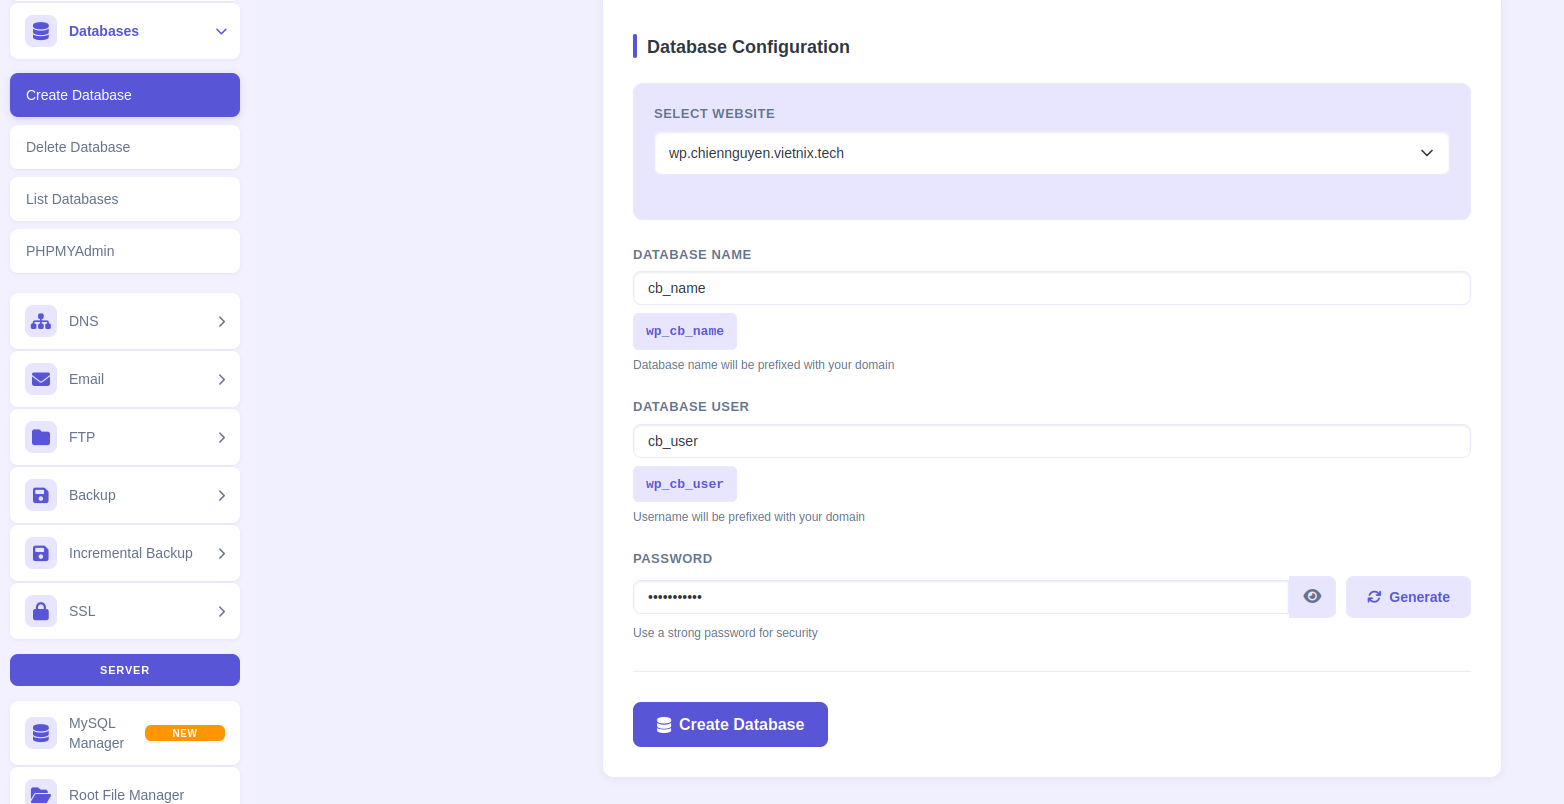 Databases
Create Database
Delete Database
List Databases
PHPMYAdmin
DNS
Email
FTP
Backup
Incremental Backup
SSL
SERVER
MySQL
Manager
NEW
Root File Manager
Database Configuration
SELECT WEBSITE
wp.chiennguyen.vietnix.tech
DATABASE NAME
cb_name
wp_cb_name
Database name will be prefixed with your domain
DATABASE USER
cb_user
wp_cb_user
Username will be prefixed with your domain
PASSWORD
•••••••••••
Generate
Use a strong password for security
Create Database